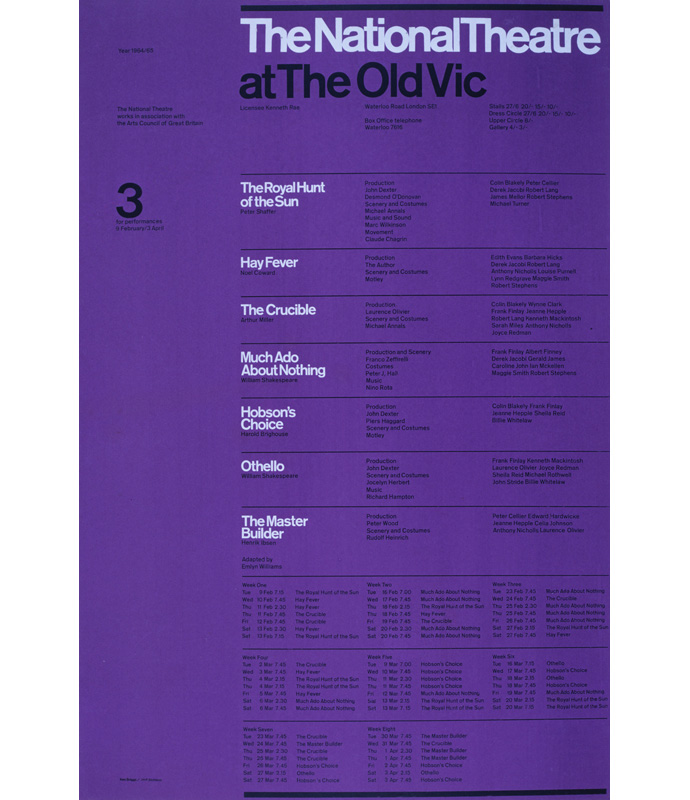 The National Theatre
at The Old Vic
Year 1964-65
The National Theatre
works in association with
the Arts Council of Great Britain
Licensee Kenneth Rae
Waterloo Road London SE1
Box Office telephone
Waterloo 7616
Stalls 27/6 20/- 15/- 10/-
Dress Circle 27/6 20/- 15/- 10/-
Upper Circle 8/-
Gallery 4/- 3/-
3
for performances
8 February/3 April
The Royal Hunt
of the Sun
Peter Shaffer
Production
John Dexter
Desmond O'Donovan
Scenery and Costumes
Michael Annals
Music and Sound
Marc Wilkinson
Movement
Claude Chagrin
Colin Blakely Peter Cellier
Derek Jacobi Robert Lang
James Mellor Robert Stephens
Michael Turner
Hay Fever
Noel Coward
Production
The Author
Scenery and Costumes
Motley
Edith Evans Barbara Hicks
Derek Jacobi Robert Lang
Anthony Nicholls Louise Purnell
Lynn Redgrave Maggie Smith
Robert Stephens
The Crucible
Arthur Miller
Production
Laurence Olivier
Scenery and Costumes
Michael Annals
Colin Blakely Wynne Clark
Frank Finlay Jeanne Hepple
Robert Lang Kenneth Mackintosh
Sarah Miles Anthony Nicholls
Joyce Redman
Much Ado
About Nothing
William Shakespeare
Production and Scenery
Franco Zeffirelli
Costumes
Peter J. Hall
Music
Nino Rota
Frank Finlay Albert Finney
Derek Jacobi Gerald James
Caroline John Ian McKellen
Maggie Smith Robert Stephens
Hobson's
Choice
Harold Brighouse
Production
John Dexter
Piers Haggard
Scenery and Costumes
Motley
Colin Blakely Frank Finlay
Jeanne Hepple Sheila Reid
Billie Whitelaw
Othello
William Shakespeare
Production
John Dexter
Scenery and Costumes
Jocelyn Herbert
Music
Richard Hampton
Frank Finlay Kenneth Mackintosh
Laurence Olivier Joyce Redman
Sheila Reid Michael Rothwell
John Stride Billie Whitelaw
The Master
Builder
Henrik Ibsen
Adapted by
Emlyn Williams
Production
Peter Wood
Scenery and Costumes
Rudolf Heinrich
Peter Cellier Edward Hardwicke
Jeanne Hepple Celia Johnson
Anthony Nicholls Laurence Olivier
Week One
Tue 9 Feb 7.15 The Royal Hunt of the Sun
Wed 10 Feb 7.45 Hay Fever
Thu 11 Feb 2.30 Hay Fever
Thu 11 Feb 7.45 The Crucible
Fri 12 Feb 7.45 The Crucible
Sat 13 Feb 2.30 Hay Fever
Sat 13 Feb 7.15 The Royal Hunt of the Sun
Week Two
Tue 16 Feb 7.00 Much Ado About Nothing
Wed 17 Feb 7.45 Much Ado About Nothing
Thu 18 Feb 2.15 The Royal Hunt of the Sun
Thu 18 Feb 7.45 Hay Fever
Fri 19 Feb 7.45 The Crucible
Sat 20 Feb 2.30 Much Ado About Nothing
Sat 20 Feb 7.45 Much Ado About Nothing
Week Three
Tue 23 Feb 7.45 Much Ado About Nothing
Wed 24 Feb 7.45 The Crucible
Thu 25 Feb 2.30 Much Ado About Nothing
Thu 25 Feb 7.45 Much Ado About Nothing
Fri 26 Feb 7.45 Much Ado About Nothing
Sat 27 Feb 2.15 The Royal Hunt of the Sun
Sat 27 Feb 7.45 Hay Fever
Week Four
Tue 2 Mar 7.45 The Crucible
Wed 3 Mar 7.45 Hay Fever
Thu 4 Mar 2.15 The Royal Hunt of the Sun
Thu 4 Mar 7.15 The Royal Hunt of the Sun
Fri 5 Mar 7.45 Hay Fever
Sat 6 Mar 2.30 Much Ado About Nothing
Sat 6 Mar 7.45 Much Ado About Nothing
Week Five
Tue 9 Mar 7.00 Hobson's Choice
Wed 10 Mar 7.45 Hobson's Choice
Thu 11 Mar 2.30 Hobson's Choice
Thu 11 Mar 7.45 Hobson's Choice
Fri 12 Mar 7.45 Much Ado About Nothing
Sat 13 Mar 2.15 The Royal Hunt of the Sun
Sat 13 Mar 7.15 The Royal Hunt of the Sun
Week Six
Tue 16 Mar 7.15 Othello
Wed 17 Mar 7.45 Hobson's Choice
Thu 18 Mar 2.15 Othello
Thu 18 Mar 7.45 Hobson's Choice
Fri 19 Mar 7.45 Much Ado About Nothing
Sat 20 Mar 2.15 The Royal Hunt of the Sun
Sat 20 Mar 7.15 The Royal Hunt of the Sun
Week Seven
Tue 23 Mar 7.45 The Crucible
Wed 24 Mar 7.45 The Master Builder
Thu 25 Mar 2.30 The Crucible
Thu 25 Mar 7.45 The Crucible
Fri 26 Mar 7.45 Hobson's Choice
Sat 27 Mar 2.15 Othello
Sat 27 Mar 7.45 Hobson's Choice
Week Eight
Tue 30 Mar 7.45 The Master Builder
Wed 31 Mar 7.45 The Crucible
Thu 1 Apr 2.30 The Master Builder
Thu 1 Apr 7.45 The Master Builder
Fri 2 Apr 7.45 Hobson's Choice
Sat 3 Apr 2.15 Othello
Sat 3 Apr 7.45 Hobson's Choice